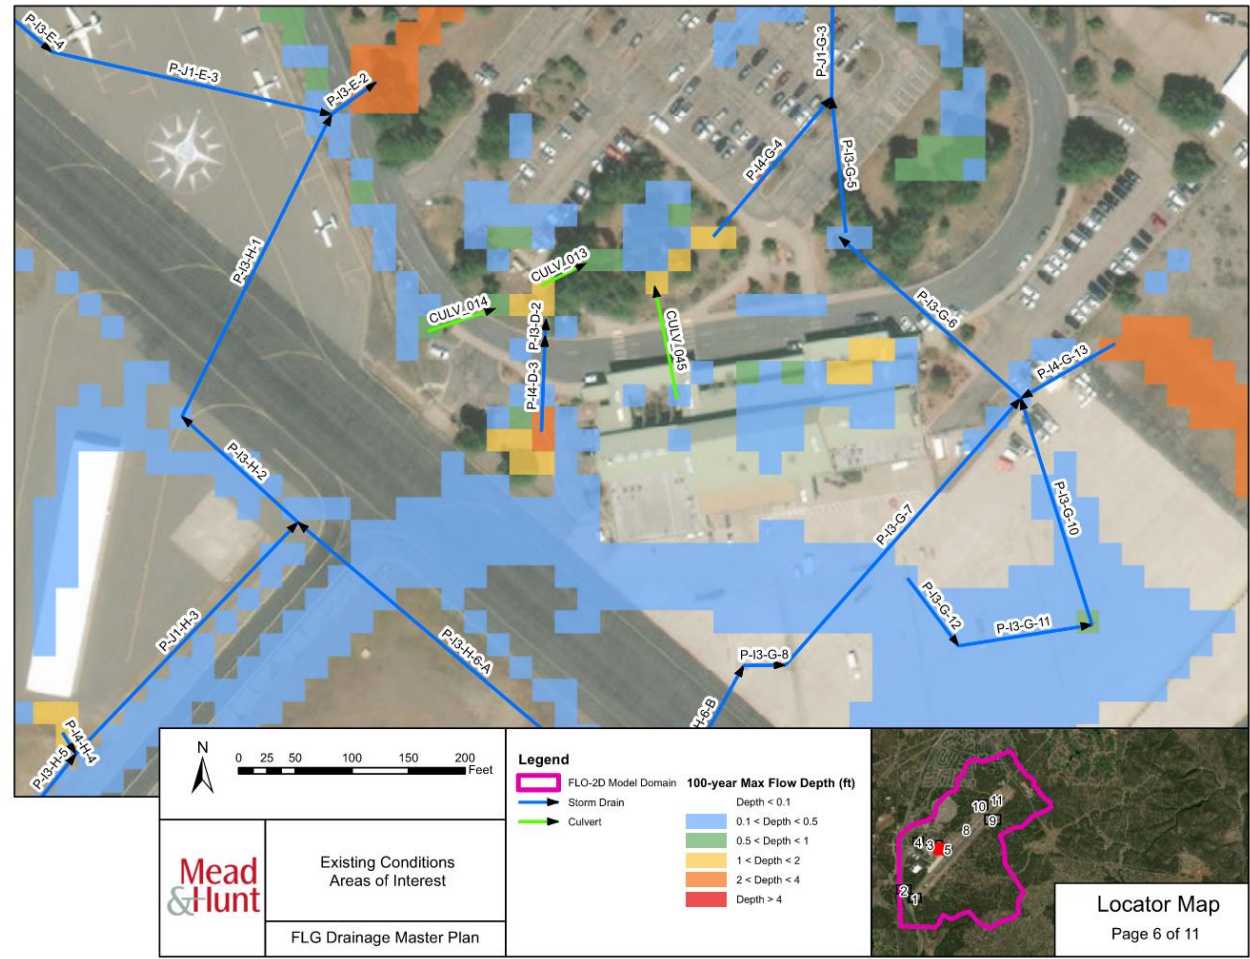 P-I3-E-4
P-J1-E-3
P-I3-E-2
P-J1-G-3
P-I4-G-4
P-I3-G-5
P-I3-H-1
CULV_013
CULV_014
P-I3-D-2
CULV_045
P-I3-G-6
P-I4-D-3
P-I4-G-13
P-I3-H-2
P-I3-G-7
P-I3-G-10
P-I3-G-12
P-I3-G-11
P-J1-H-3
P-I3-H-6-A
P-I3-G-8
H-6-B
P-I4-H-4
P-I3-H-5
N
0 25 50 100 150 200
Feet
Mead
&Hunt
Existing Conditions
Areas of Interest
FLG Drainage Master Plan
Legend
FLO-2D Model Domain
Storm Drain
Culvert
100-year Max Flow Depth (ft)
Depth < 0.1
0.1 < Depth < 0.5
0.5 < Depth < 1
1 < Depth < 2
2 < Depth < 4
Depth > 4
10 11
9
8
4 3 5
2
1
Locator Map
Page 6 of 11